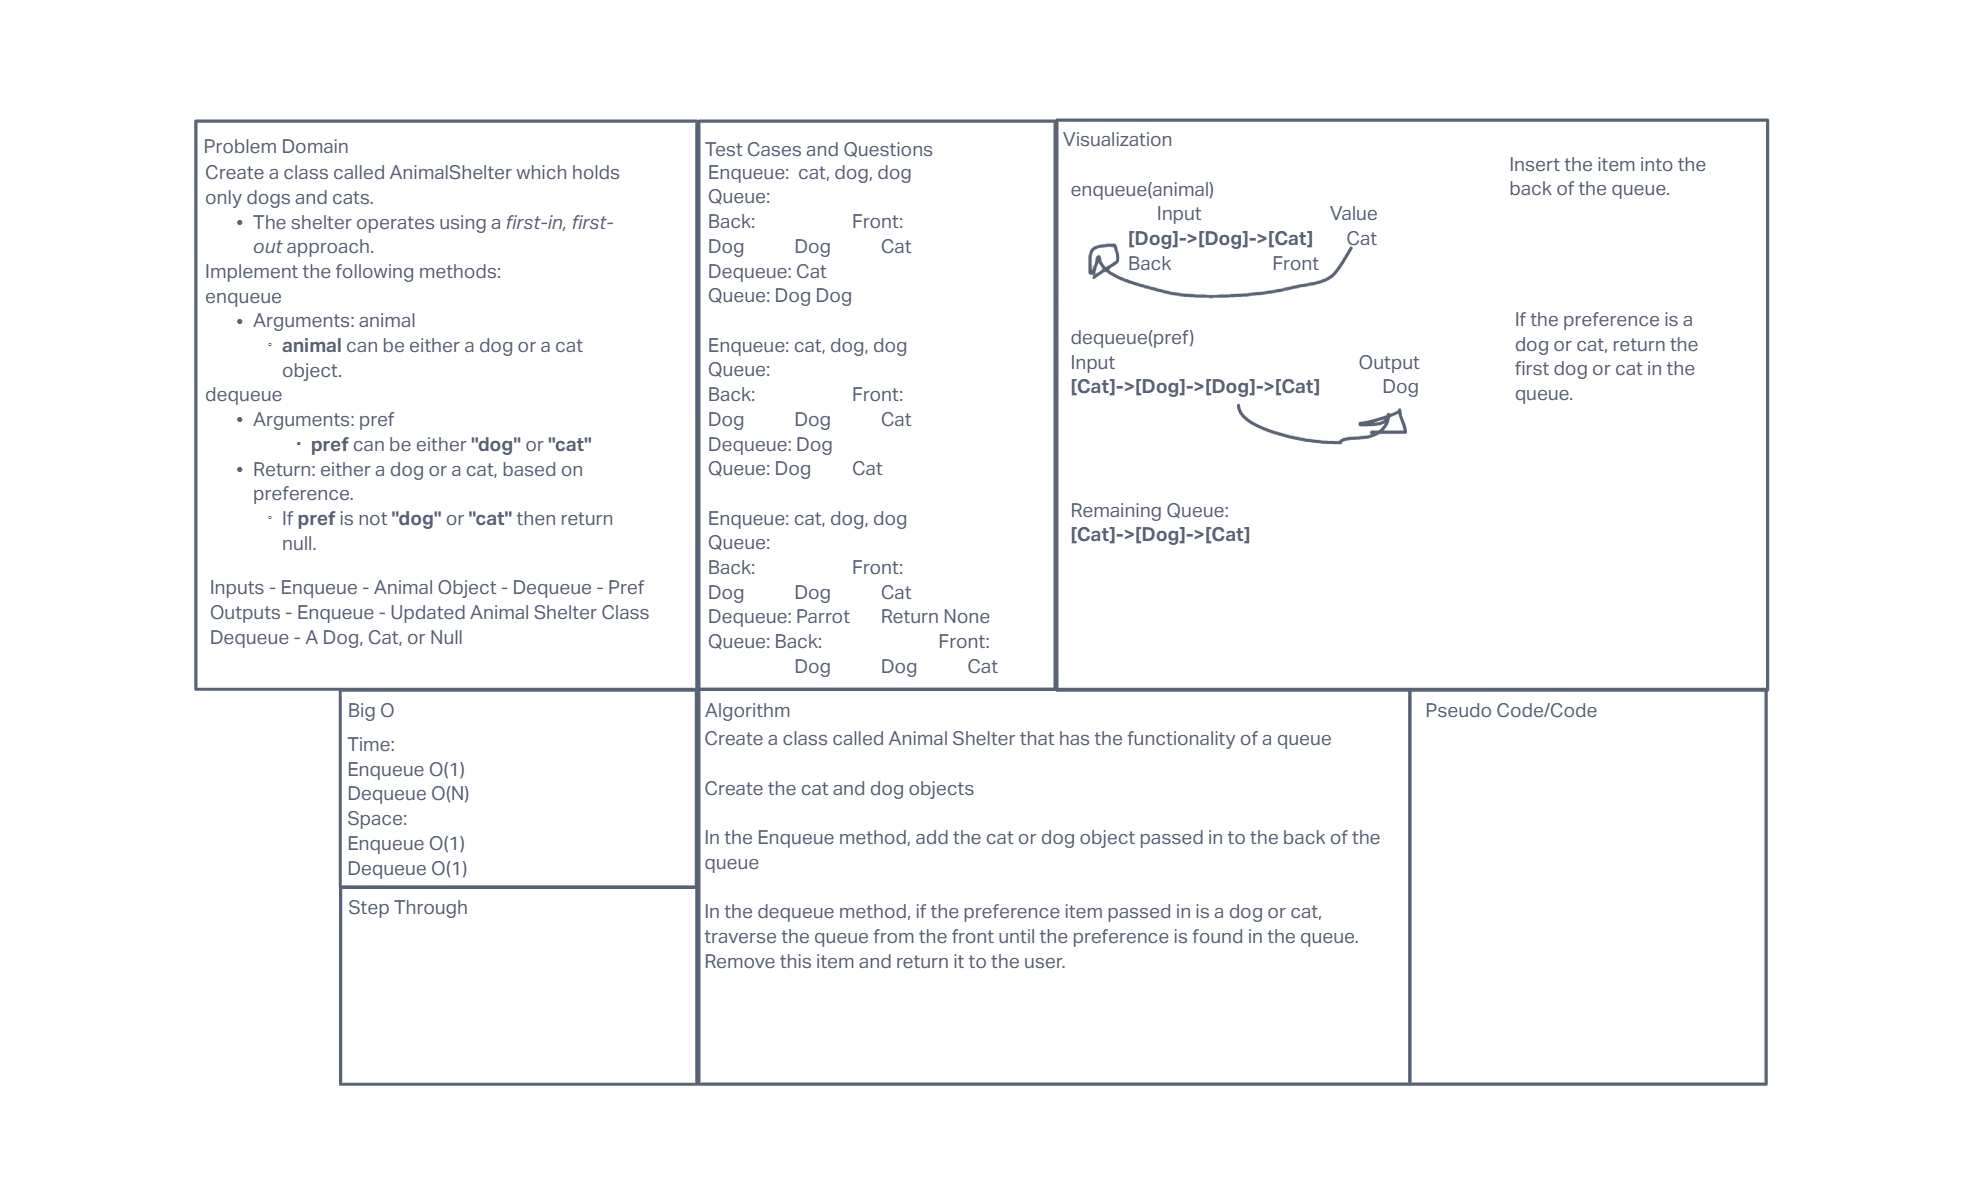 Problem Domain
Create a class called AnimalShelter which holds
only dogs and cats.
• The shelter operates using a first-in, first-
out approach.
Implement the following methods:
enqueue
• Arguments: animal
◦ animal can be either a dog or a cat
object.
dequeue
• Arguments: pref
▪ pref can be either "dog" or "cat"
• Return: either a dog or a cat, based on
preference.
◦ If pref is not "dog" or "cat" then return
null.
Inputs - Enqueue - Animal Object - Dequeue - Pref
Outputs - Enqueue - Updated Animal Shelter Class
Dequeue - A Dog, Cat, or Null
Test Cases and Questions
Enqueue: cat, dog, dog
Queue:
Back: Front:
Dog Dog Cat
Dequeue: Cat
Queue: Dog Dog
Enqueue: cat, dog, dog
Queue:
Back: Front:
Dog Dog Cat
Dequeue: Dog
Queue: Dog Cat
Enqueue: cat, dog, dog
Queue:
Back: Front:
Dog Dog Cat
Dequeue: Parrot Return None
Queue: Back: Front:
Dog Dog Cat
Visualization
enqueue(animal)
Input Value
[Dog]->[Dog]->[Cat] Cat
Back Front
Insert the item into the
back of the queue.
dequeue(pref)
Input Output
[Cat]->[Dog]->[Dog]->[Cat] Dog
If the preference is a
dog or cat, return the
first dog or cat in the
queue.
Remaining Queue:
[Cat]->[Dog]->[Cat]
Big O
Time:
Enqueue O(1)
Dequeue O(N)
Space:
Enqueue O(1)
Dequeue O(1)
Step Through
Algorithm
Create a class called Animal Shelter that has the functionality of a queue
Create the cat and dog objects
In the Enqueue method, add the cat or dog object passed in to the back of the
queue
In the dequeue method, if the preference item passed in is a dog or cat,
traverse the queue from the front until the preference is found in the queue.
Remove this item and return it to the user.
Pseudo Code/Code